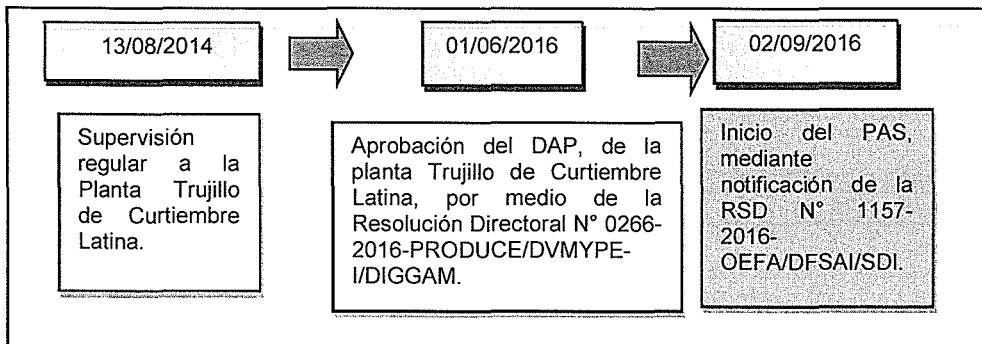 13/08/2014
01/06/2016
02/09/2016
Supervisión
regular a la
Planta Trujillo
de Curtiembre
Latina.
Aprobación del DAP, de la
planta Trujillo de Curtiembre
Latina, por medio de la
Resolución Directoral N° 0266-
2016-PRODUCE/DVMYPE-
I/DIGGAM.
Inicio del PAS,
mediante
notificación de la
RSD N° 1157-
2016-
OEFA/DFSAI/SDI.